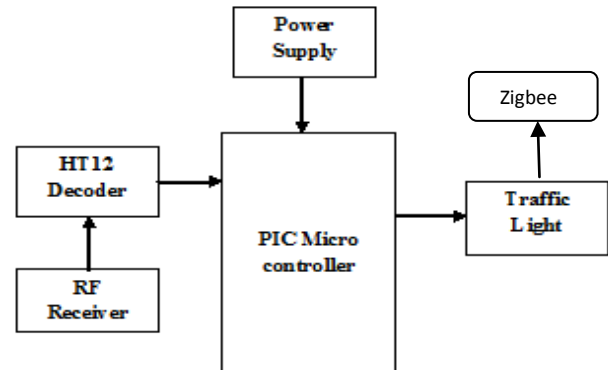 Power
Supply
Zigbee
HT12
Decoder
Traffic
Light
PIC Micro
controller
RF
Receiver